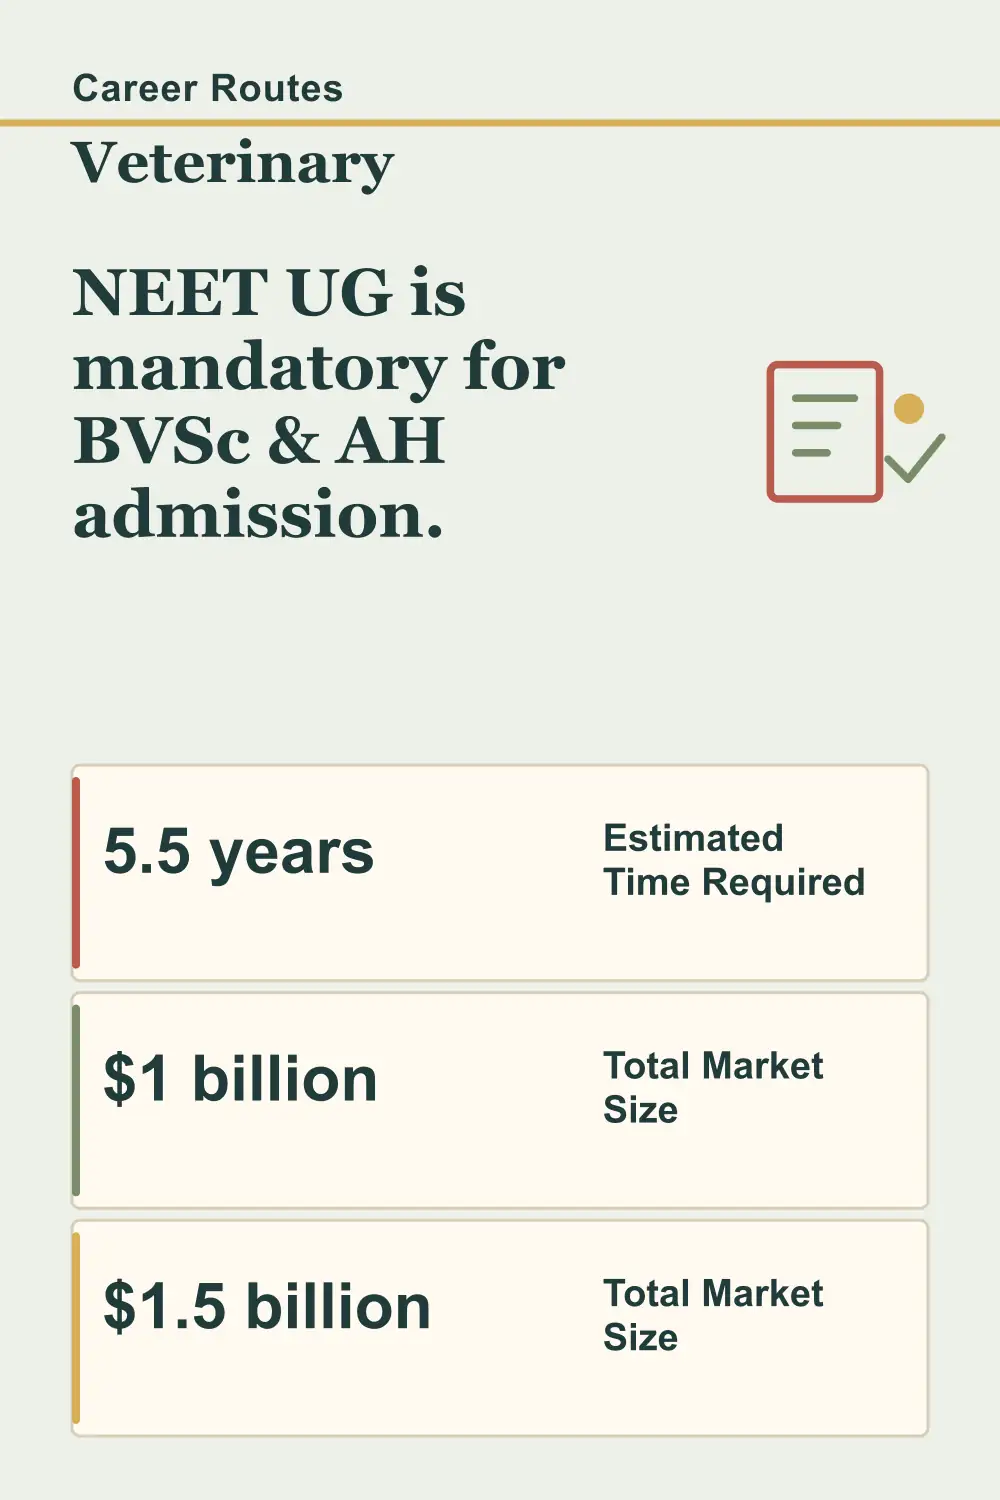 Career Routes
Veterinary
NEET UG is
mandatory for
BVSc & AH
admission.
5.5 years
Estimated
Time Required
$1 billion
Total Market
Size
$1.5 billion
Total Market
Size